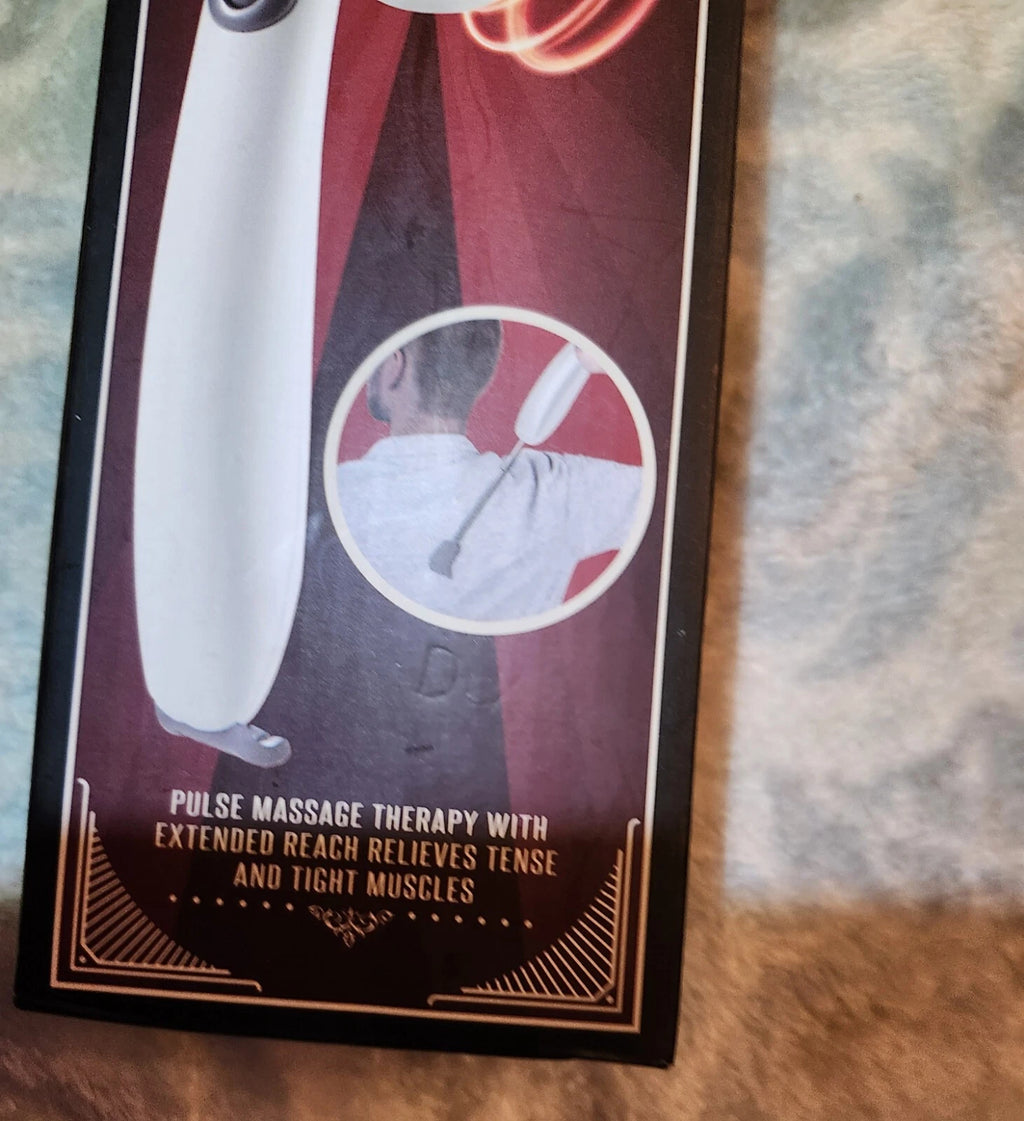 PULSE MASSAGE THERAPY WITH
EXTENDED REACH RELIEVES TENSE
AND TIGHT MUSCLES